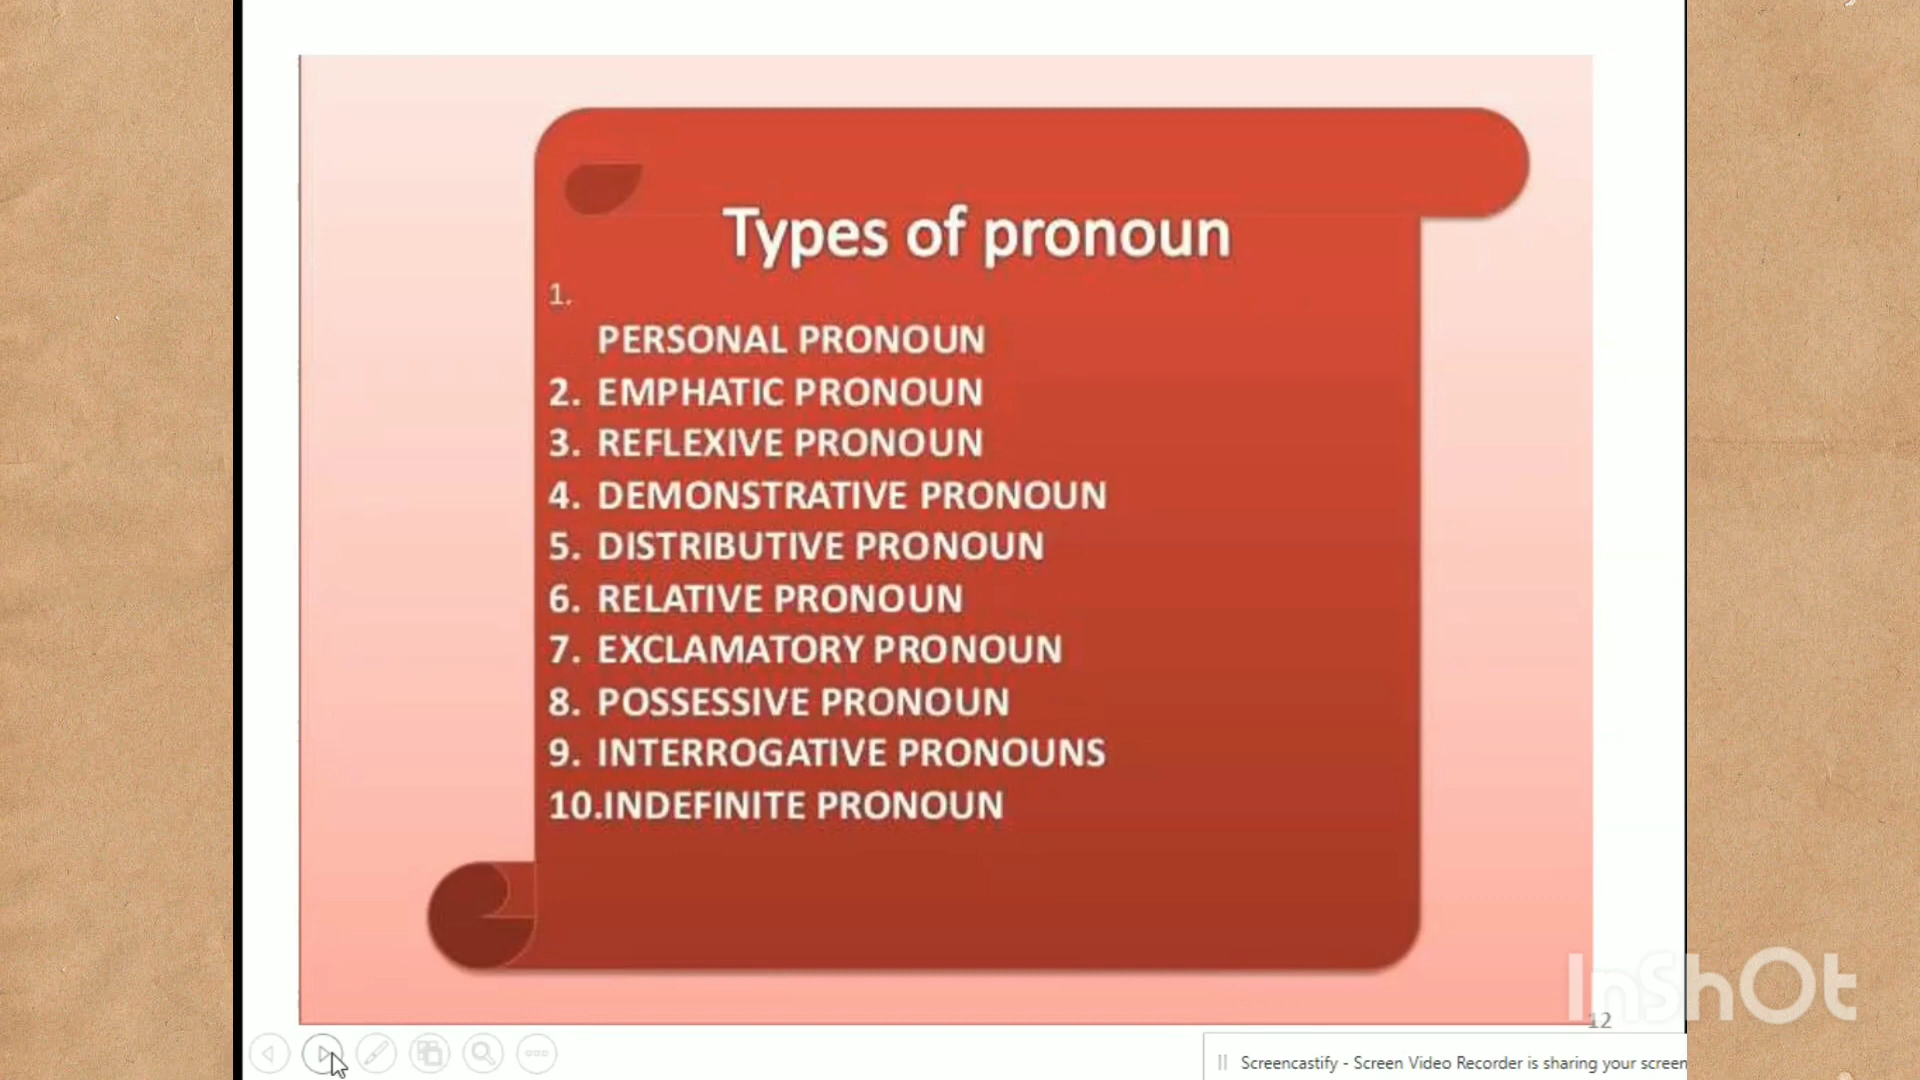 Types of pronoun
1.
PERSONAL PRONOUN
2. EMPHATIC PRONOUN
3. REFLEXIVE PRONOUN
4. DEMONSTRATIVE PRONOUN
5. DISTRIBUTIVE PRONOUN
6. RELATIVE PRONOUN
7. EXCLAMATORY PRONOUN
8. POSSESSIVE PRONOUN
9. INTERROGATIVE PRONOUNS
10.INDEFINITE PRONOUN
InShOt
12
Screencastify - Screen Video Recorder is sharing your screen